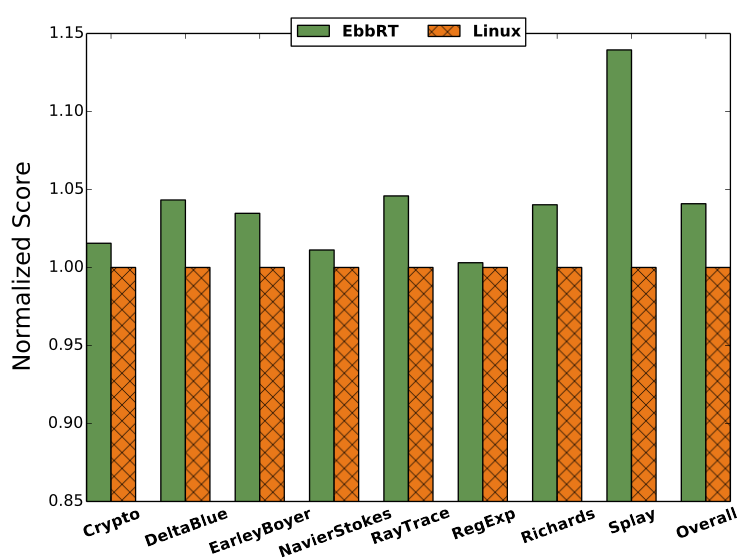 EbbRT Linux
Normalized Score
1.15
1.10
1.05
1.00
0.95
0.90
0.85
Crypto DeltaBlue EarleyBoyer NavierStokes RayTrace RegExp Richards Splay Overall